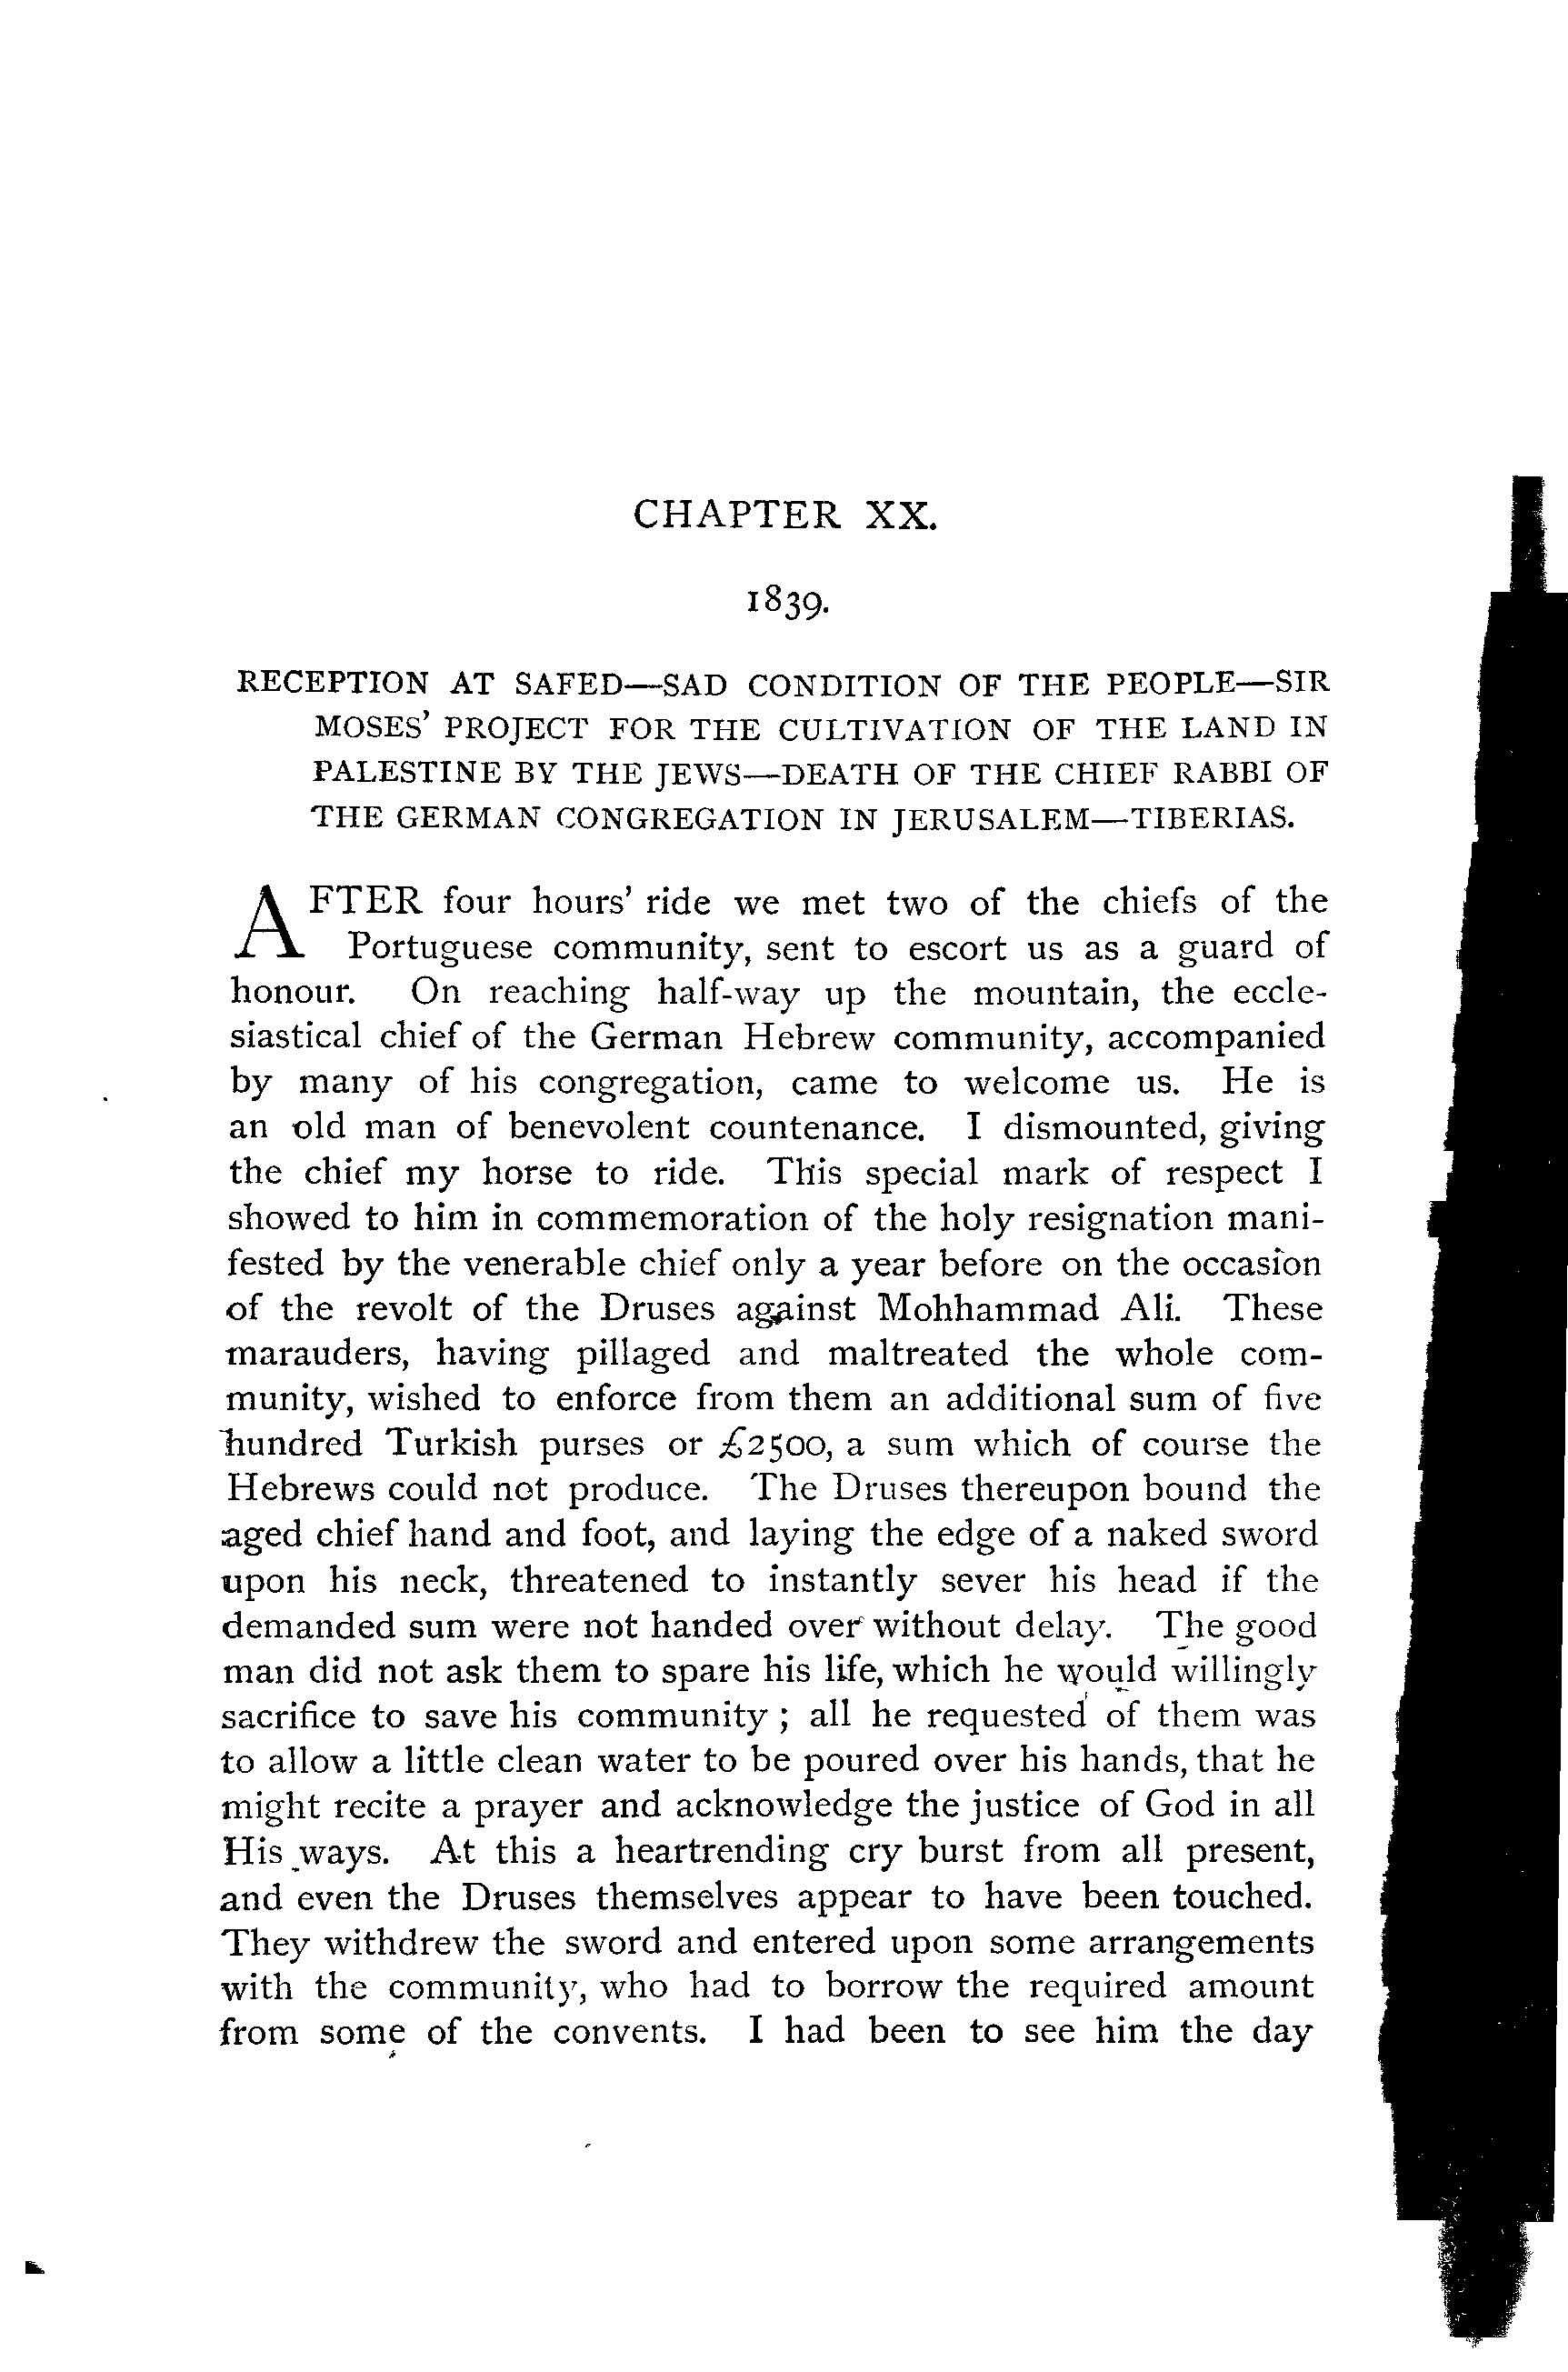 CHAPTER XX.
1839.
RECEPTION AT SAFED—SAD CONDITION OF THE PEOPLE—SIR
MOSES' PROJECT FOR THE CULTIVATION OF THE LAND IN
PALESTINE BY THE JEWS—DEATH OF THE CHIEF RABBI OF
THE GERMAN CONGREGATION IN JERUSALEM—TIBERIAS.
AFTER four hours' ride we met two of the chiefs of the
Portuguese community, sent to escort us as a guard of
honour. On reaching half-way up the mountain, the eccle-
siastical chief of the German Hebrew community, accompanied
by many of his congregation, came to welcome us. He is
an old man of benevolent countenance. I dismounted, giving
the chief my horse to ride. This special mark of respect I
showed to him in commemoration of the holy resignation mani-
fested by the venerable chief only a year before on the occasion
of the revolt of the Druses against Mohhammad Ali. These
marauders, having pillaged and maltreated the whole com-
munity, wished to enforce from them an additional sum of five
hundred Turkish purses or £2500, a sum which of course the
Hebrews could not produce. The Druses thereupon bound the
aged chief hand and foot, and laying the edge of a naked sword
upon his neck, threatened to instantly sever his head if the
demanded sum were not handed over without delay. The good
man did not ask them to spare his life, which he would willingly
sacrifice to save his community; all he requested of them was
to allow a little clean water to be poured over his hands, that he
might recite a prayer and acknowledge the justice of God in all
His ways. At this a heartrending cry burst from all present,
and even the Druses themselves appear to have been touched.
They withdrew the sword and entered upon some arrangements
with the community, who had to borrow the required amount
from some of the convents. I had been to see him the day